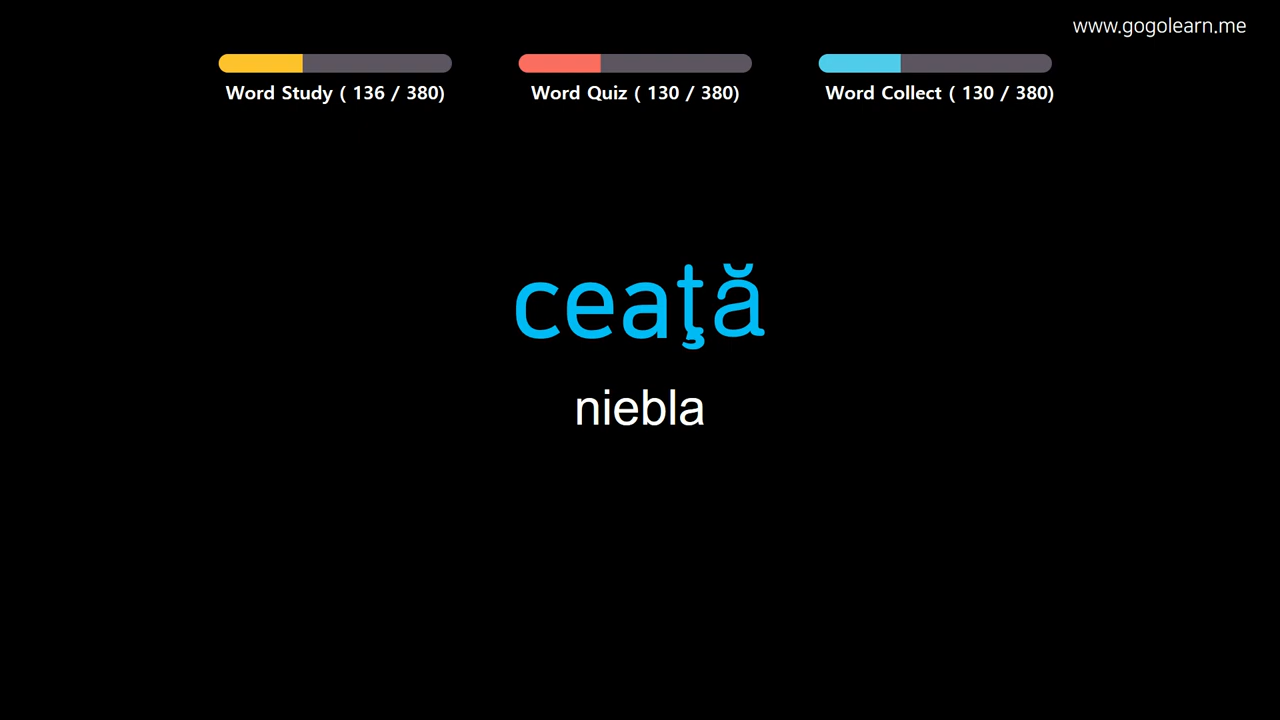 www.gogolearn.me
Word Study ( 136 / 380)
Word Quiz ( 130 / 380)
Word Collect ( 130 / 380)
ceaţă
niebla